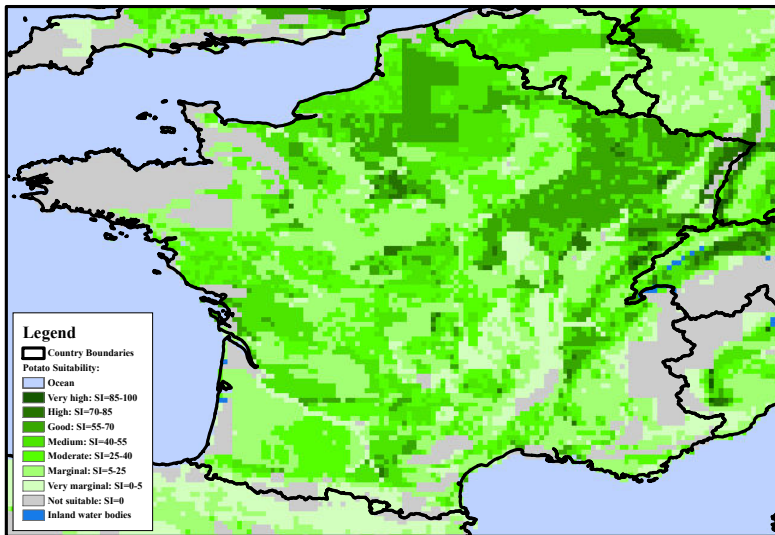 Legend
Country Boundaries
Potato Suitability:
Ocean
Very high: SI=85-100
High: SI=70-85
Good: SI=55-70
Medium: SI=40-55
Moderate: SI=25-40
Marginal: SI=5-25
Very marginal: SI=0-5
Not suitable: SI=0
Inland water bodies